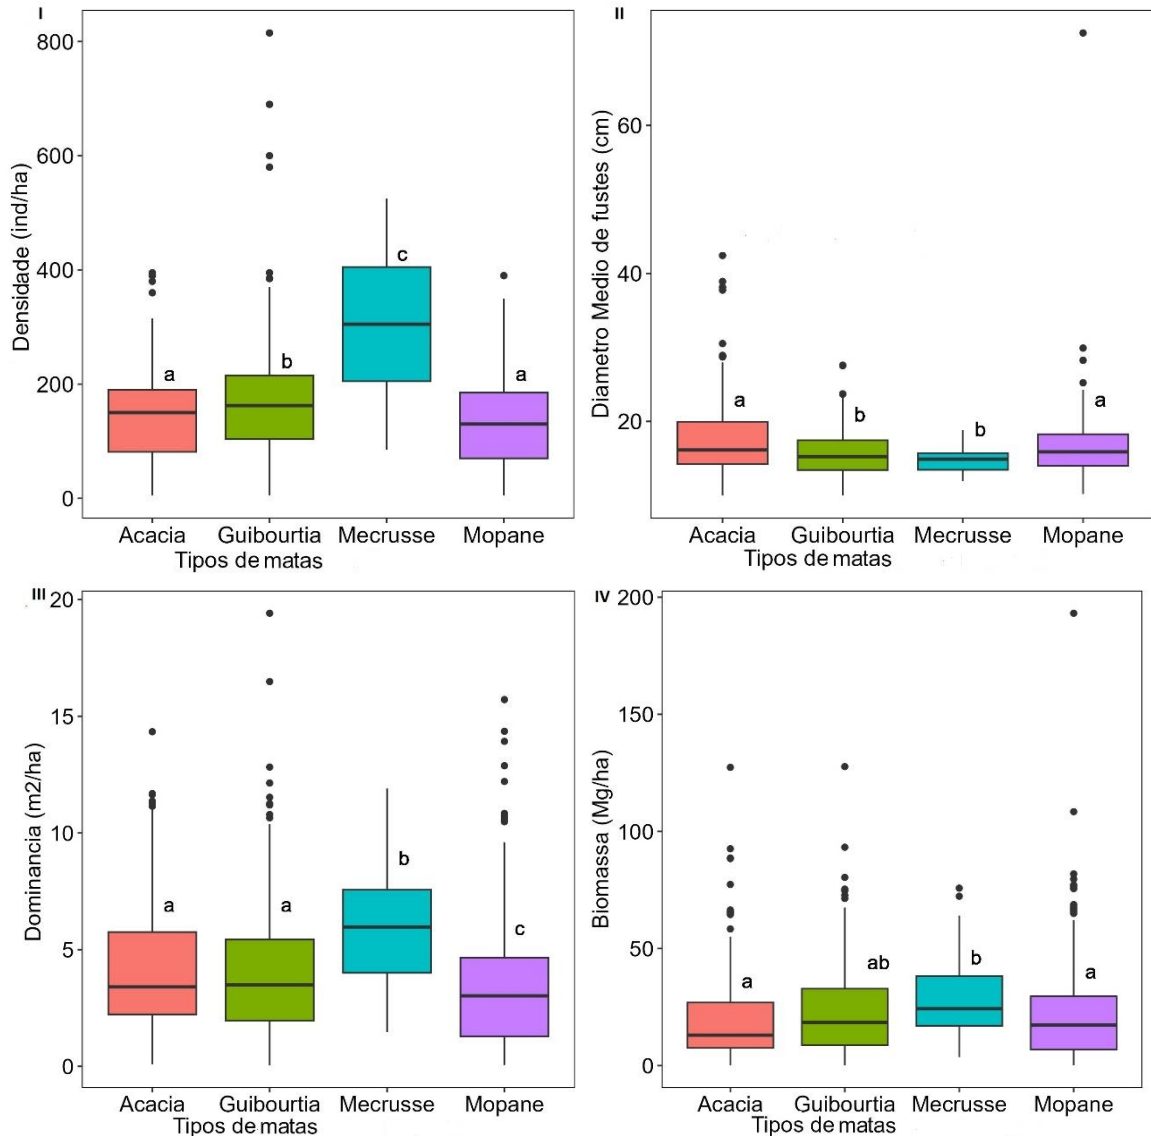 I
Densidade (ind/ha)
800
600
400
200
0
a
b
c
a
Acacia Guibourtia Mecrusse Mopane
Tipos de matas
II
Diametro Medio de fustes (cm)
60
40
20
a
b
b
a
Acacia Guibourtia Mecrusse Mopane
Tipos de matas
III
Dominancia (m2/ha)
20
15
10
5
0
a
a
b
c
Acacia Guibourtia Mecrusse Mopane
Tipos de matas
IV
Biomassa (Mg/ha)
200
150
100
50
0
a
ab
b
a
Acacia Guibourtia Mecrusse Mopane
Tipos de matas